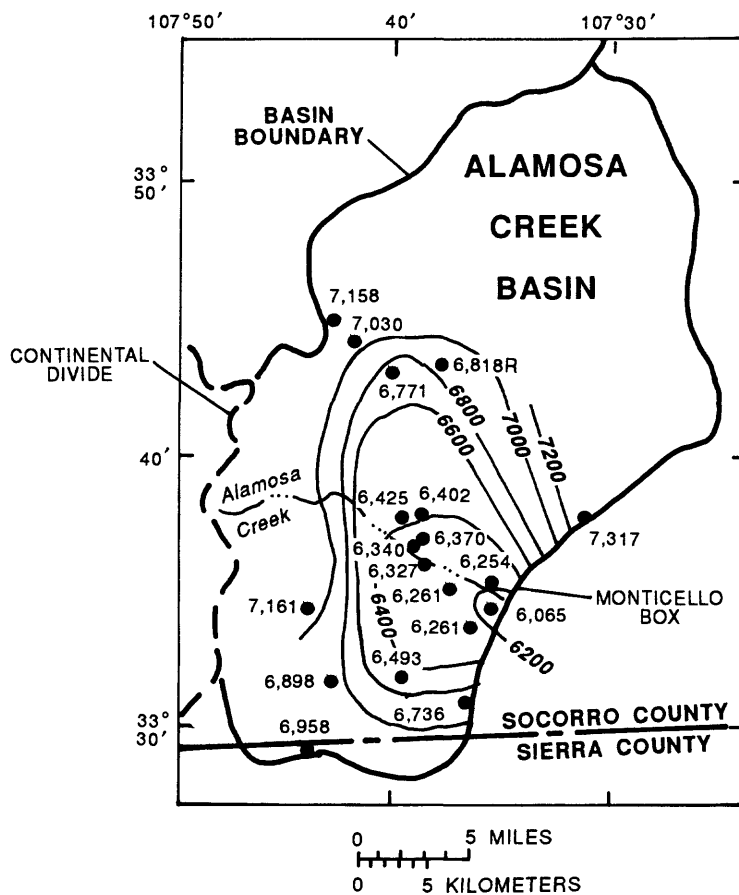 107°50′
40′
107°30′
BASIN
BOUNDARY
33°
50′
ALAMOSA
CREEK
BASIN
7,158
7,030
CONTINENTAL
DIVIDE
6,818R
6,771
6800
6600
7000
7200
40′
Alamosa
Creek
6,425
6,402
6,370
6,340
6,327
6,254
7,317
6,261
MONTICELLO
BOX
7,161
6400
6,261
6,065
6200
6,493
6,898
6,736
SOCORRO COUNTY
33°
30′
6,958
SIERRA COUNTY
0 5 MILES
0 5 KILOMETERS